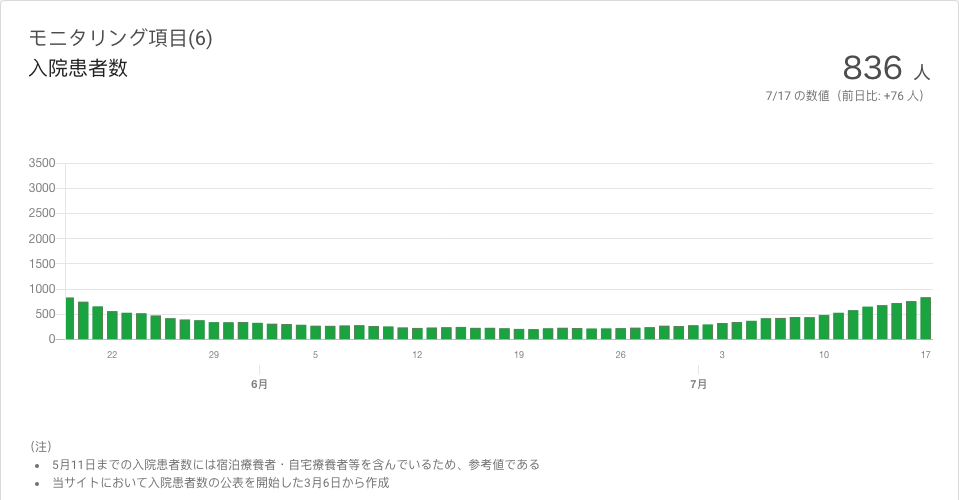 モニタリング項目(6)
入院患者数
836 人
7/17 の数値（前日比: +76 人）
3500
3000
2500
2000
1500
1000
500
0
22 29 5 12 19 26 3 10 17
6月 7月
（注）
• 5月11日までの入院患者数には宿泊療養者・自宅療養者等を含んでいるため、参考値である
• 当サイトにおいて入院患者数の公表を開始した3月6日から作成